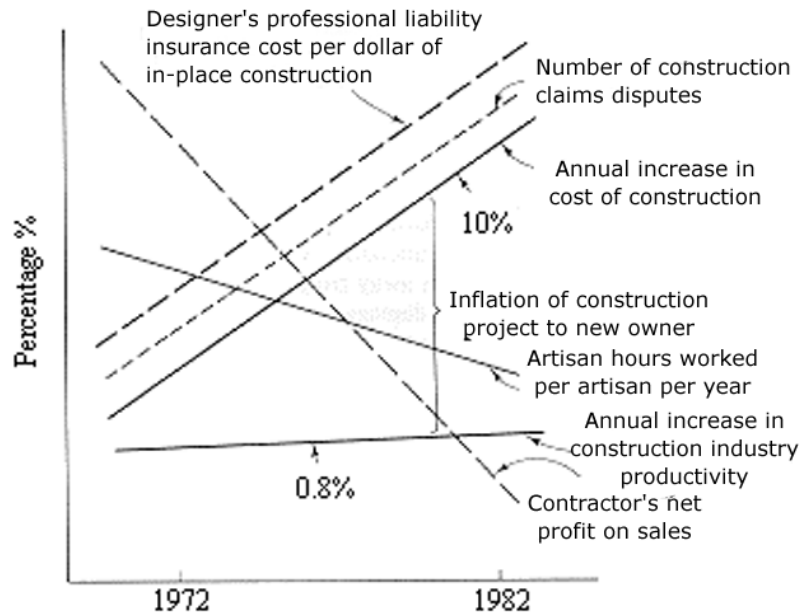 Designer's professional liability
insurance cost per dollar of
in-place construction
Number of construction
claims disputes
Annual increase in
cost of construction
10%
Percentage %
Inflation of construction
project to new owner
Artisan hours worked
per artisan per year
Annual increase in
construction industry
productivity
0.8%
Contractor's net
profit on sales
1972
1982